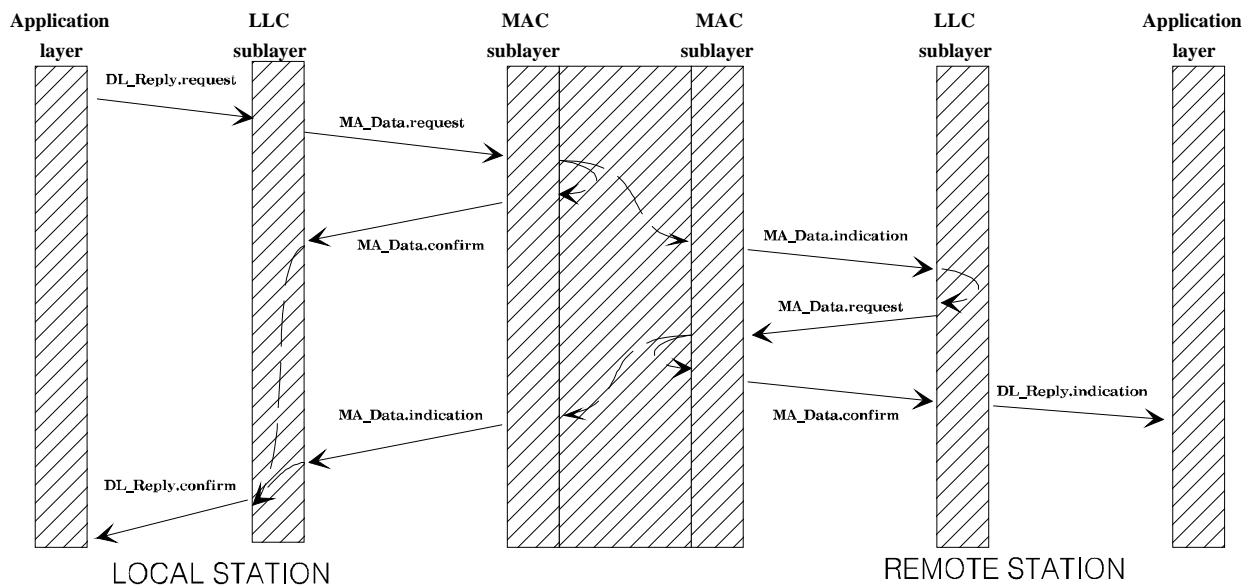 Application
layer
LLC
sublayer
MAC
sublayer
MAC
sublayer
LLC
sublayer
Application
layer
DL_Reply.request
MA_Data.request
MA_Data.confirm
MA_Data.indication
MA_Data.request
DL_Reply.indication
MA_Data.indication
MA_Data.confirm
DL_Reply.confirm
LOCAL STATION
REMOTE STATION